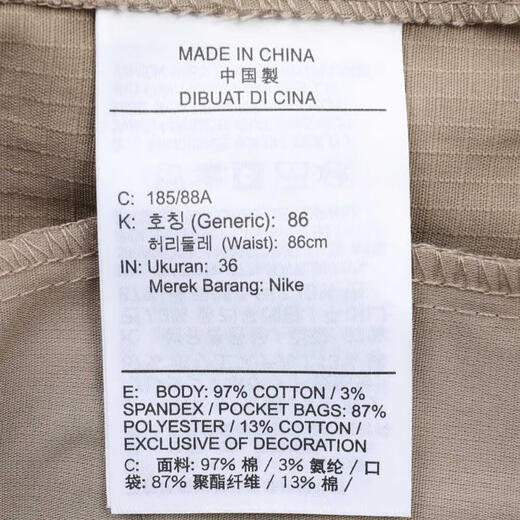 MADE IN CHINA
中国製
DIBUAT DI CINA
C: 185/88A
K: 호칭 (Generic): 86
허리둘레 (Waist): 86cm
IN: Ukuran: 36
Merek Barang: Nike
E: BODY: 97% COTTON / 3%
SPANDEX / POCKET BAGS: 87%
POLYESTER / 13% COTTON /
EXCLUSIVE OF DECORATION
C: 面料: 97% 棉 / 3% 氨纶 / 口
袋: 87% 聚酯纤维 / 13% 棉 /